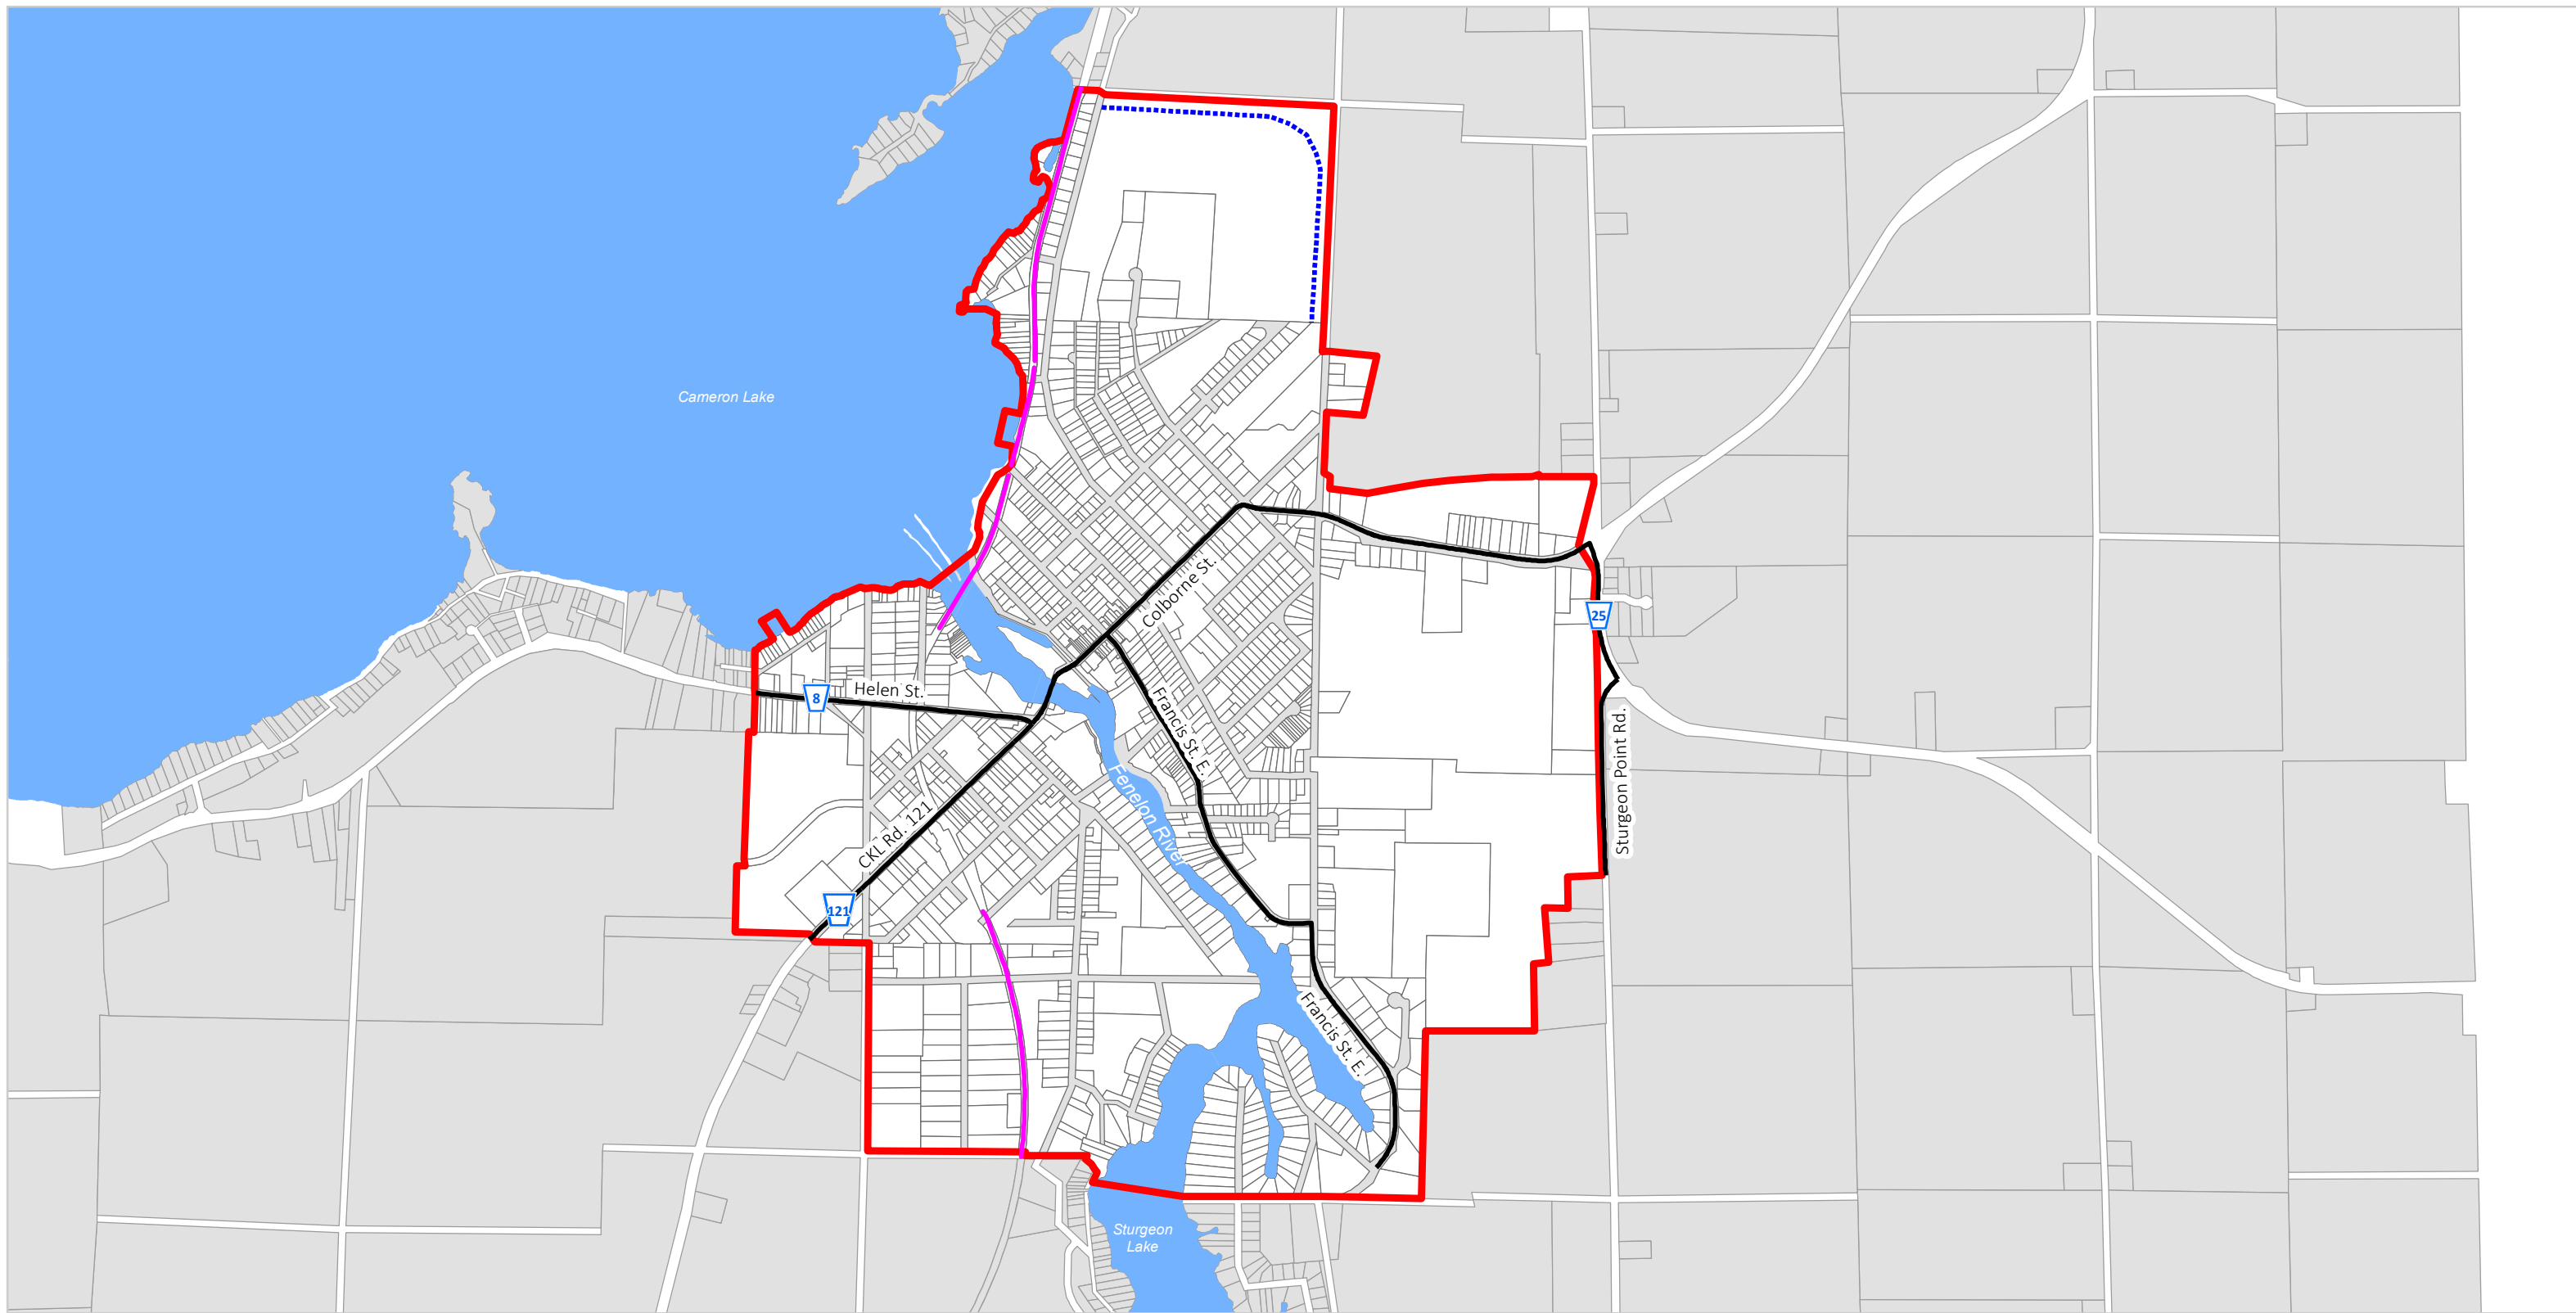 Cameron Lake
Colborne St.
25
Helen St.
8
Francis St. E.
Sturgeon Point Rd.
Fenelon River
CKL Rd. 121
121
Francis St. E.
Sturgeon
Lake